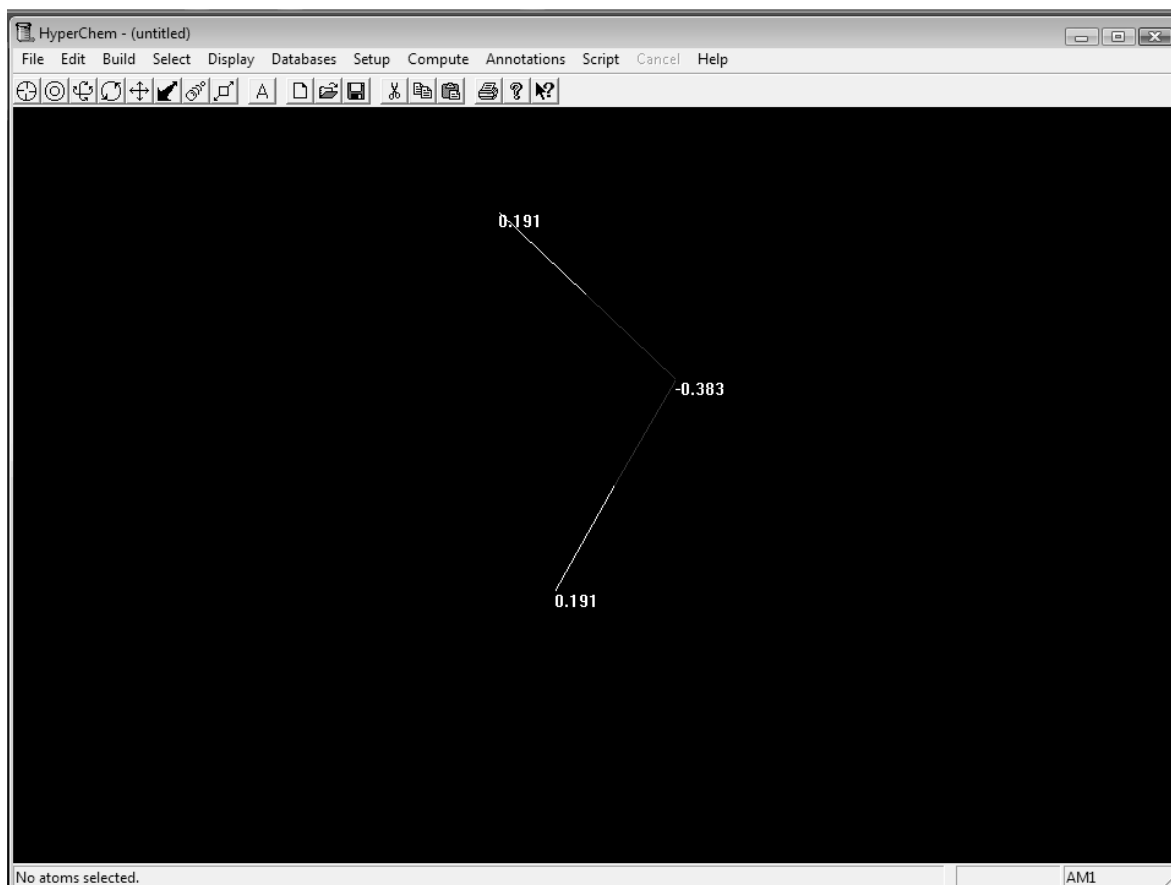 HyperChem - (untitled)
File Edit Build Select Display Databases Setup Compute Annotations Script Cancel Help
A
0.191
-0.383
0.191
No atoms selected. AM1